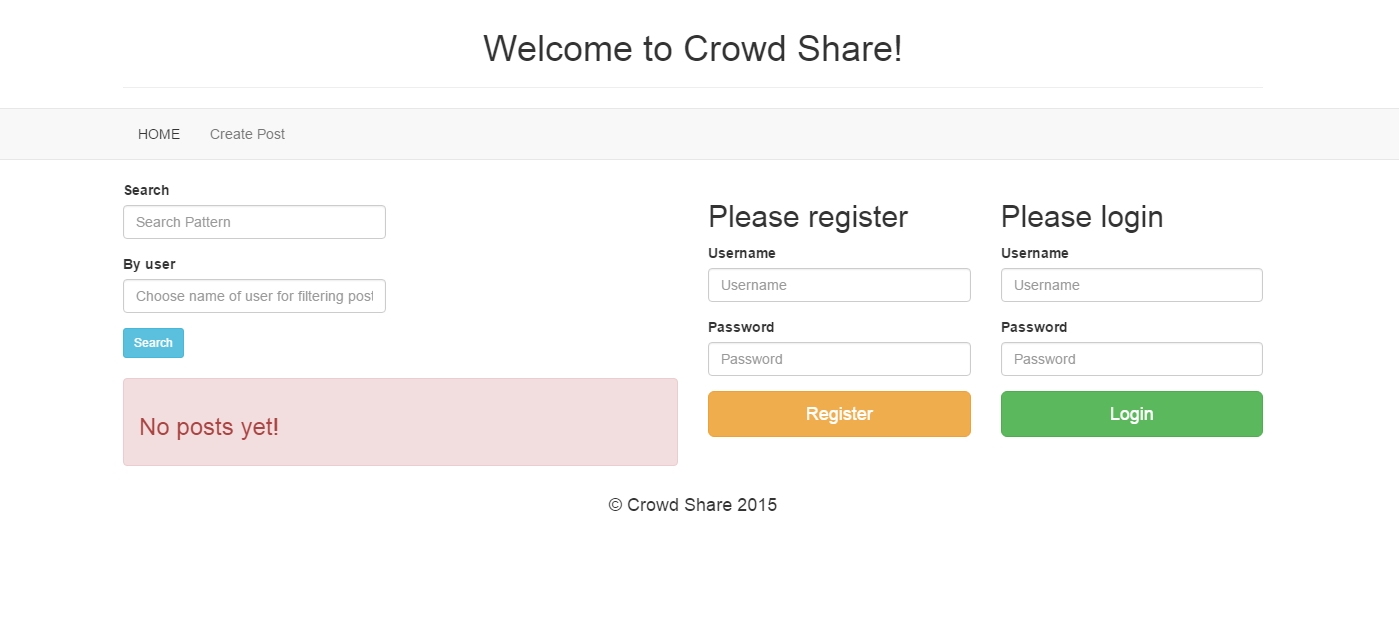 Welcome to Crowd Share!
HOME Create Post
Search
Search Pattern
By user
Choose name of user for filtering post
Search
No posts yet!
Please register
Username
Username
Password
Password
Register
Please login
Username
Username
Password
Password
Login
© Crowd Share 2015